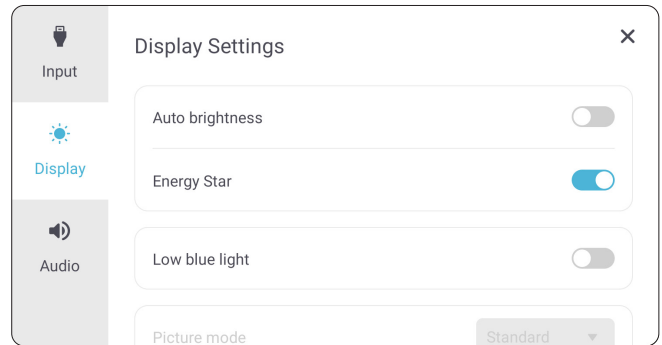 Input
Display
Audio
Display Settings
Auto brightness
Energy Star
Low blue light
Picture mode
Standard